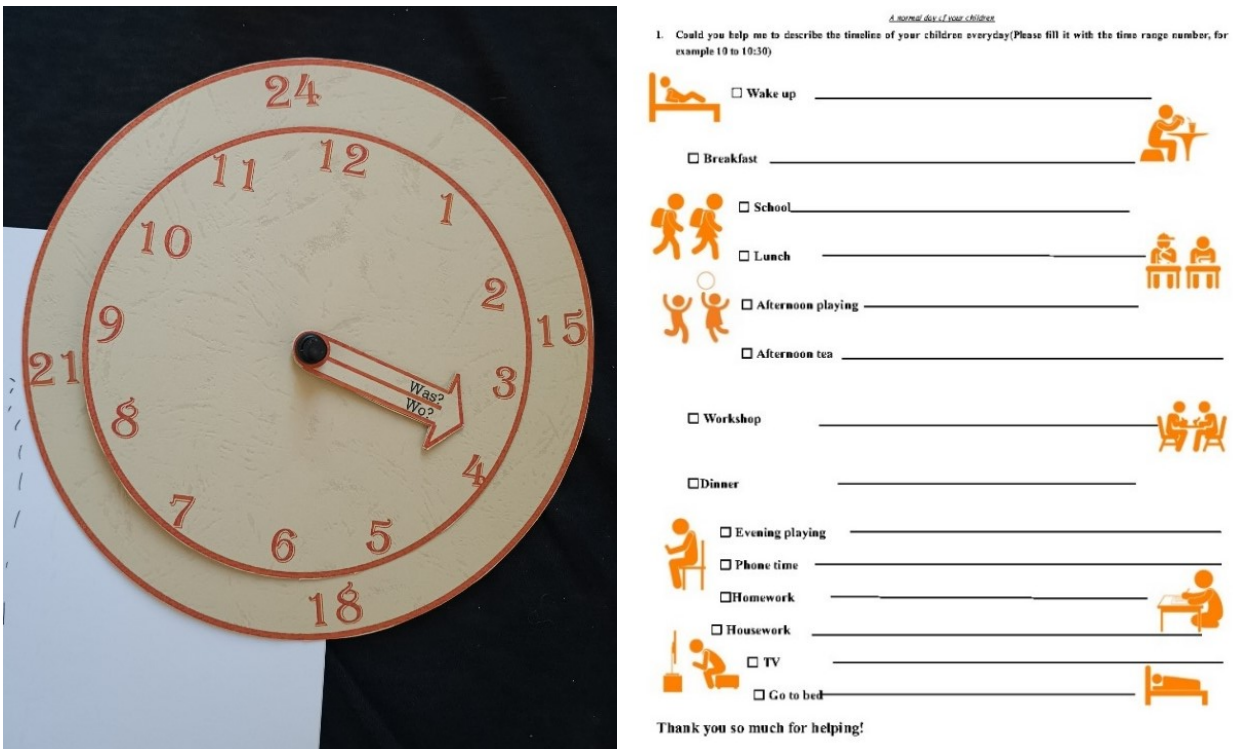 24
12
11
1
10
2
9
15
21
3
8
4
7
5
6
18
Was?
Wo?
A normal day of your children
1. Could you help me to describe the timeline of your children everyday(Please fill it with the time range number, for
example 10 to 10:30)
Wake up
Breakfast
School
Lunch
Afternoon playing
Afternoon tea
Workshop
Dinner
Evening playing
Phone time
Homework
Housework
TV
Go to bed
Thank you so much for helping!